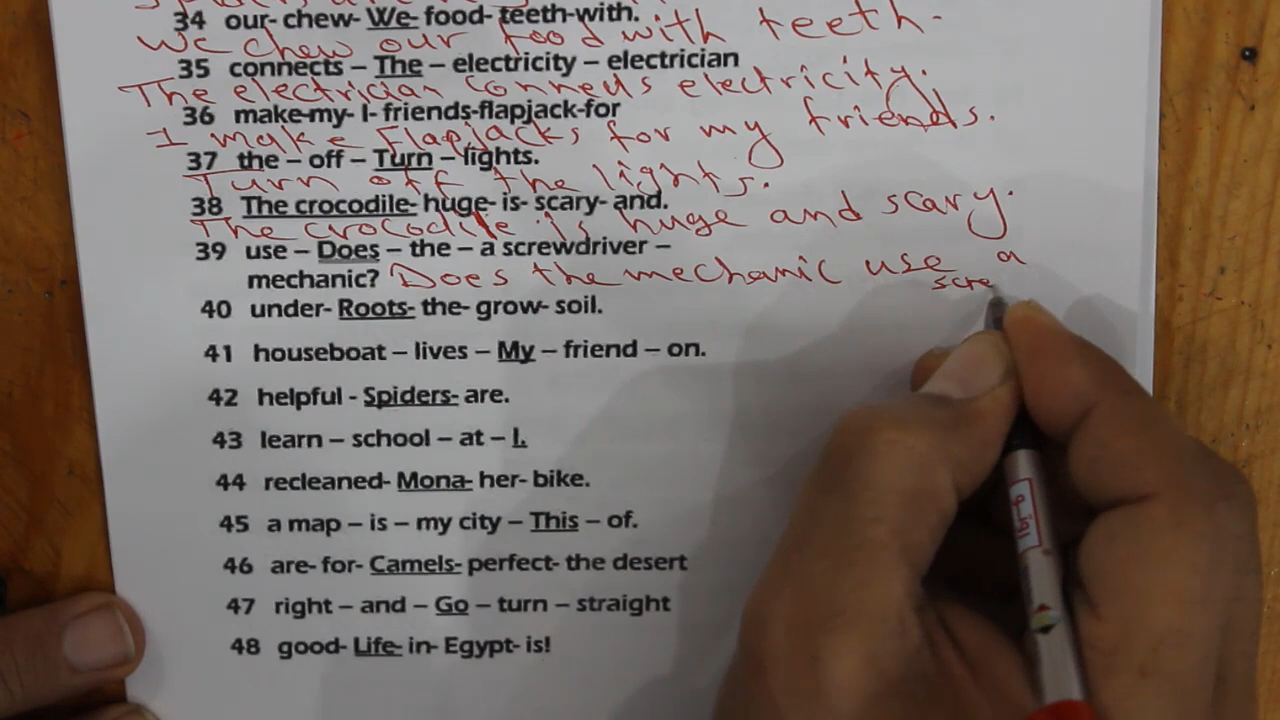 34 our- chew- We- food- teeth-with.
We chew our food with teeth.
35 connects – The – electricity – electrician
The electrician connects electricity.
36 make-my- I- friends-flapjack-for
I make Flapjacks for my friends.
37 the – off – Turn – lights.
Turn off the lights.
38 The crocodile- huge- is- scary- and.
The crocodile is huge and scary.
39 use – Does – the – a screwdriver –
mechanic? Does the mechanic use a
scre
40 under- Roots- the- grow- soil.
41 houseboat – lives – My – friend – on.
42 helpful - Spiders- are.
43 learn – school – at – I.
44 recleaned- Mona- her- bike.
45 a map – is – my city – This – of.
46 are- for- Camels- perfect- the desert
47 right – and – Go – turn – straight
48 good- Life- in- Egypt- is!